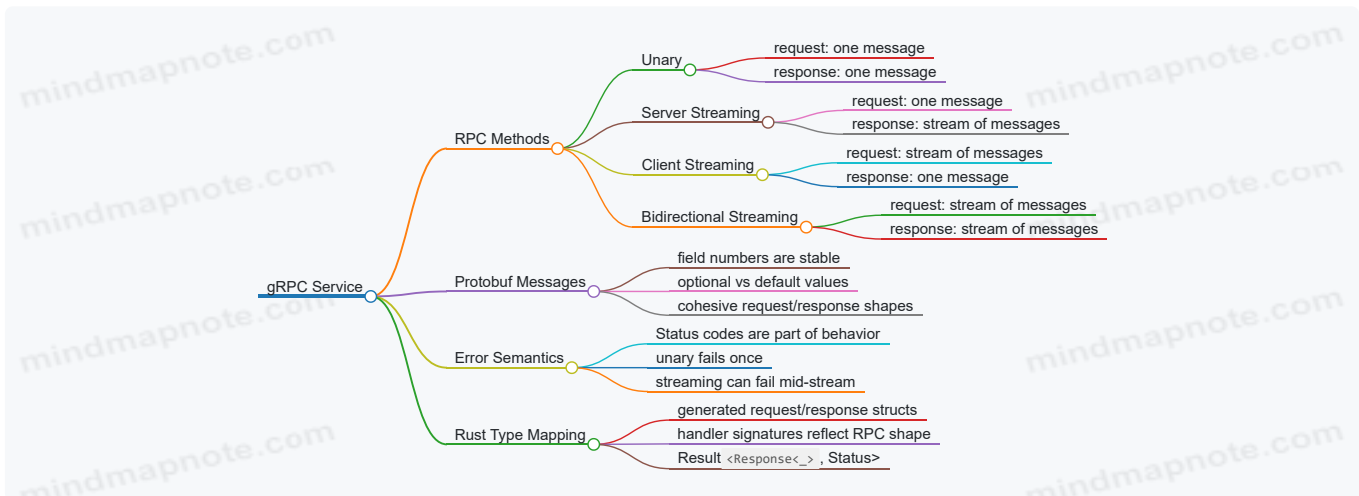 mindmapnote.com
mindmapnote.com
gRPC Service
RPC Methods
Unary
request: one message
response: one message
Server Streaming
request: one message
response: stream of messages
Client Streaming
request: stream of messages
response: one message
Bidirectional Streaming
request: stream of messages
response: stream of messages
mindmapnote.com
mindmapnote.com
Protobuf Messages
field numbers are stable
optional vs default values
cohesive request/response shapes
mindmapnote.com
mindmapnote.com
Error Semantics
Status codes are part of behavior
unary fails once
streaming can fail mid-stream
Rust Type Mapping
generated request/response structs
handler signatures reflect RPC shape
Result <Response<_> , Status>
mindmapnote.com
mindmapnote.com